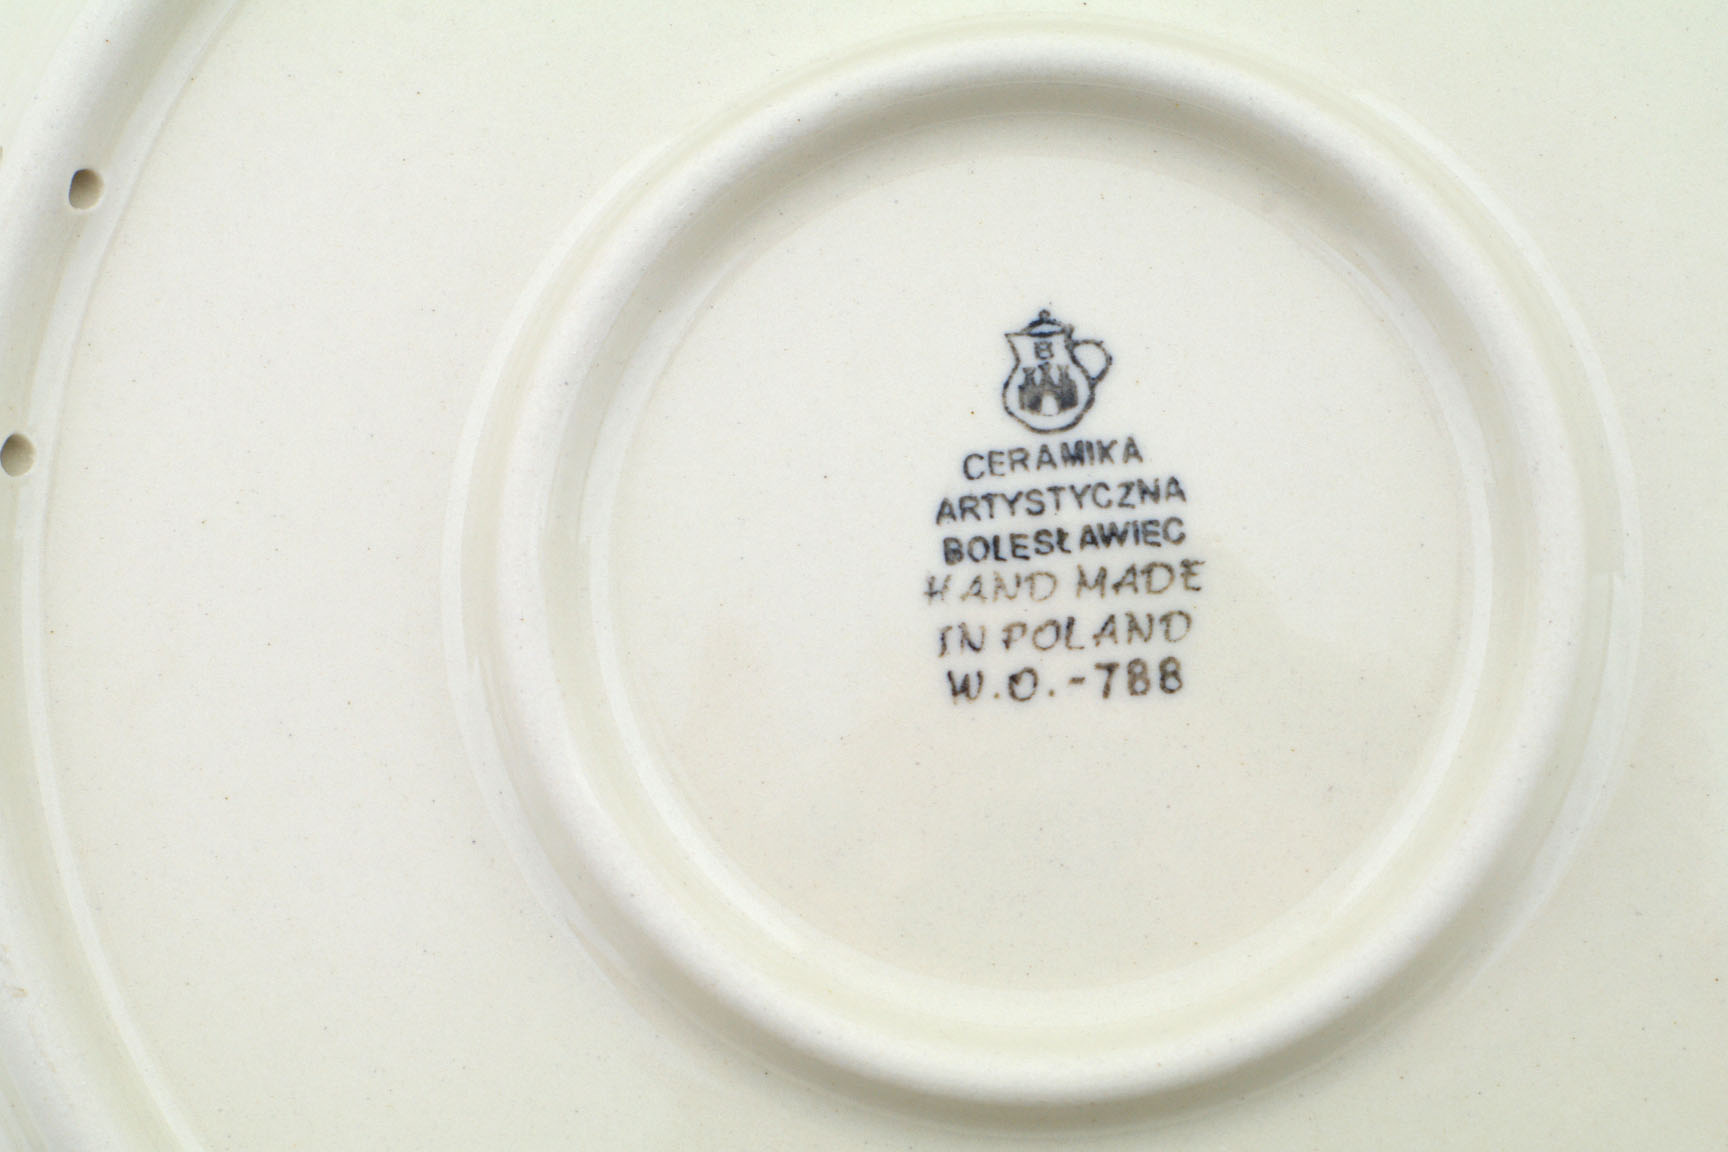 B
CERAMIKA
ARTYSTYCZNA
BOLESŁAWIEC
HAND MADE
IN POLAND
W.O.-788